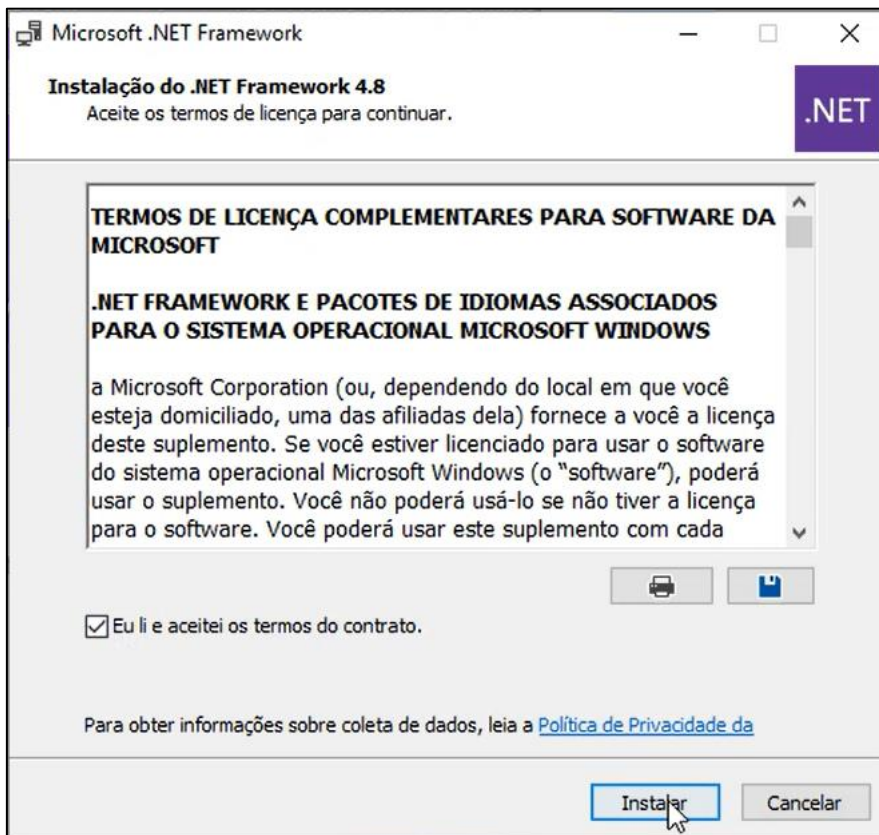 Microsoft .NET Framework
Instalação do .NET Framework 4.8
Aceite os termos de licença para continuar.
.NET
TERMOS DE LICENÇA COMPLEMENTARES PARA SOFTWARE DA
MICROSOFT
.NET FRAMEWORK E PACOTES DE IDIOMAS ASSOCIADOS
PARA O SISTEMA OPERACIONAL MICROSOFT WINDOWS
a Microsoft Corporation (ou, dependendo do local em que você
esteja domiciliado, uma das afiliadas dela) fornece a você a licença
deste suplemento. Se você estiver licenciado para usar o software
do sistema operacional Microsoft Windows (o “software”), poderá
usar o suplemento. Você não poderá usá-lo se não tiver a licença
para o software. Você poderá usar este suplemento com cada
Eu li e aceitei os termos do contrato.
Para obter informações sobre coleta de dados, leia a Política de Privacidade da
Instalar
Cancelar